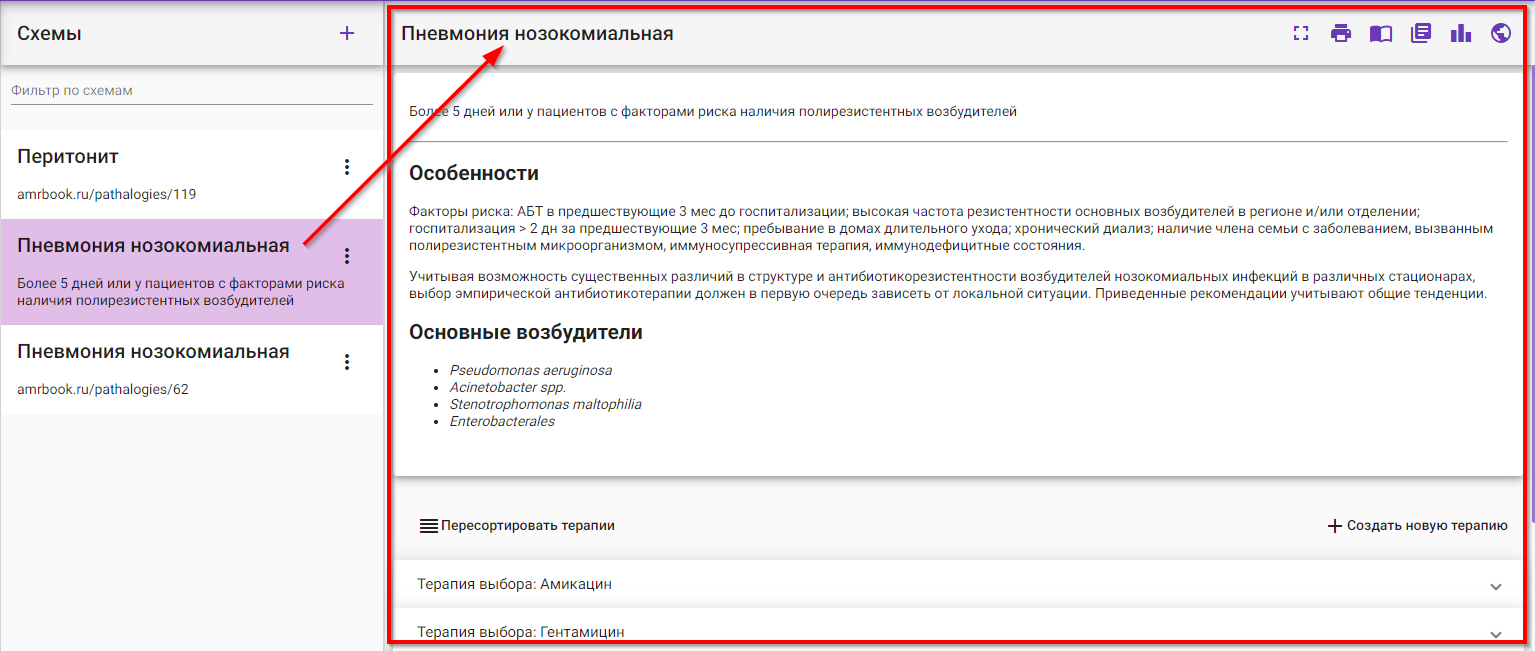 Схемы
Фильтр по схемам
Перитонит
amrbook.ru/pathalogies/119
Пневмония нозокомиальная
Более 5 дней или у пациентов с факторами риска
наличия полирезистентных возбудителей
Пневмония нозокомиальная
amrbook.ru/pathalogies/62
Пневмония нозокомиальная
Более 5 дней или у пациентов с факторами риска наличия полирезистентных возбудителей
Особенности
Факторы риска: АБТ в предшествующие 3 мес до госпитализации; высокая частота резистентности основных возбудителей в регионе и/или отделении;
госпитализация > 2 дн за предшествующие 3 мес; пребывание в домах длительного ухода; хронический диализ; наличие члена семьи с заболеванием, вызванным
полирезистентным микроорганизмом, иммуносупрессивная терапия, иммунодефицитные состояния.
Учитывая возможность существенных различий в структуре и антибиотикорезистентности возбудителей нозокомиальных инфекций в различных стационарах,
выбор эмпирической антибиотикотерапии должен в первую очередь зависеть от локальной ситуации. Приведенные рекомендации учитывают общие тенденции.
Основные возбудители
• Pseudomonas aeruginosa
• Acinetobacter spp.
• Stenotrophomonas maltophilia
• Enterobacterales
Пересортировать терапии
Создать новую терапию
Терапия выбора: Амикацин
Терапия выбора: Гентамицин